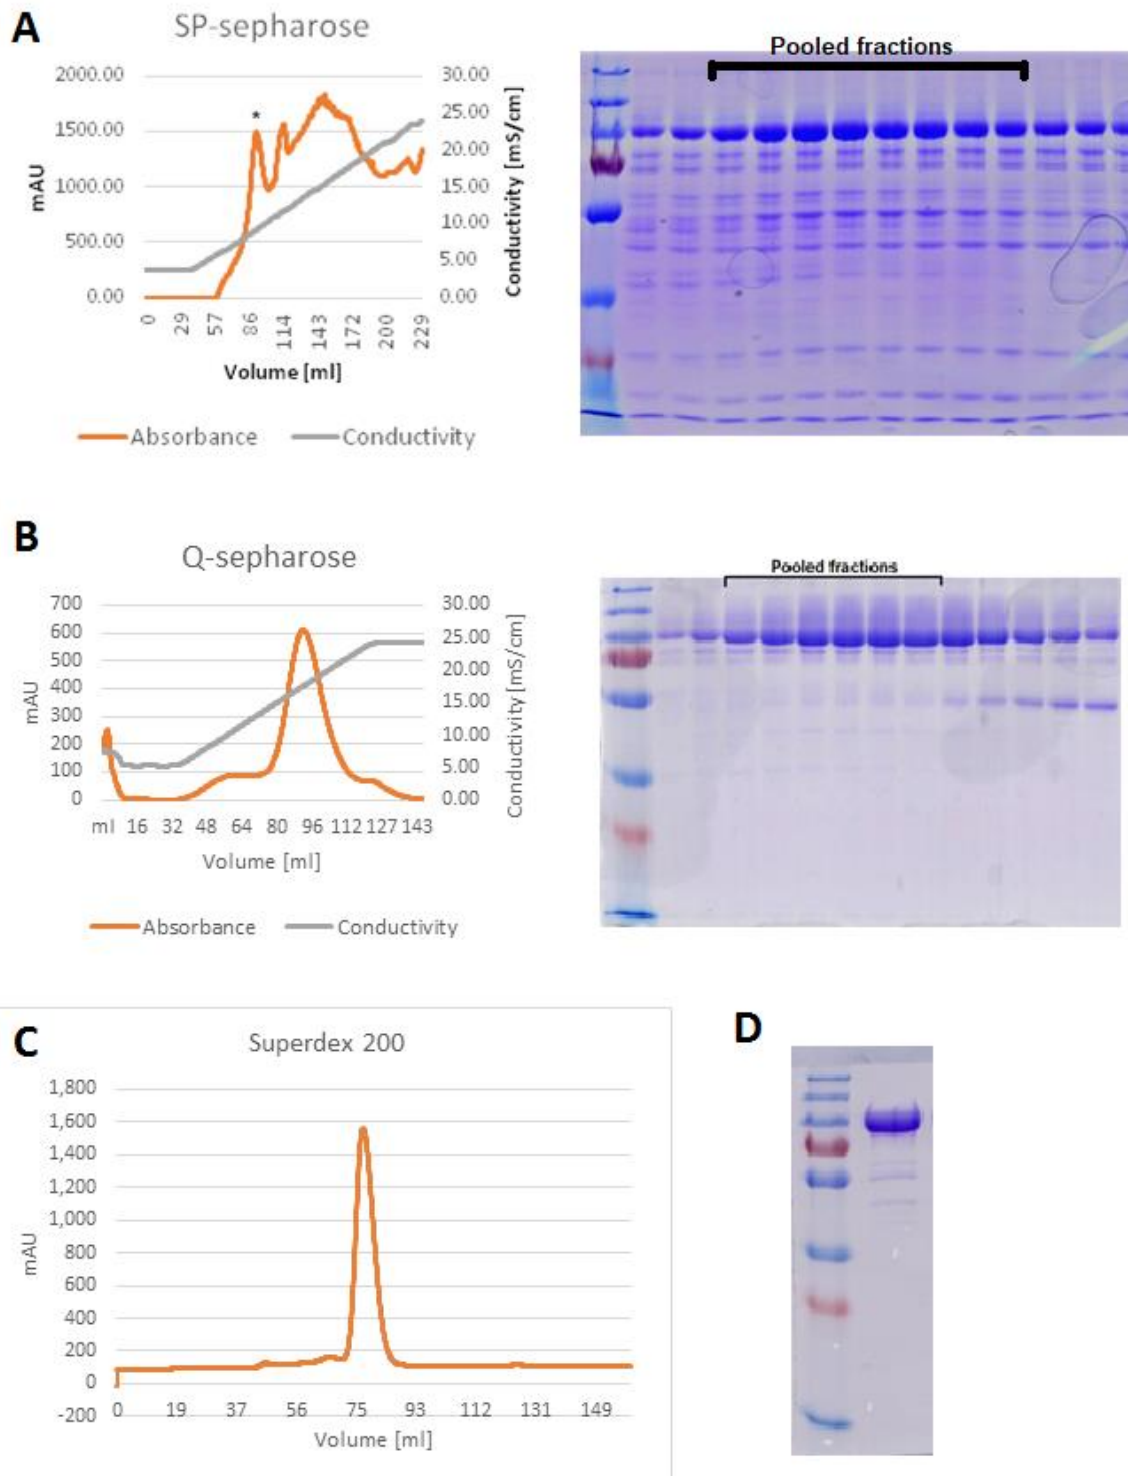 A
SP-sepharose
2000.00
1500.00
1000.00
500.00
0.00
mAU
*
30.00
25.00
20.00
15.00
10.00
5.00
0.00
Conductivity [mS/cm]
0 29 57 86 114 143 172 200 229
Volume [ml]
Absorbance Conductivity
Pooled fractions
B
Q-sepharose
700
600
500
400
300
200
100
0
mAU
30.00
25.00
20.00
15.00
10.00
5.00
0.00
Conductivity [mS/cm]
ml 16 32 48 64 80 96 112 127 143
Volume [ml]
Absorbance Conductivity
Pooled fractions
C
Superdex 200
1,800
1,600
1,400
1,200
1,000
800
600
400
200
0
-200
mAU
0 19 37 56 75 93 112 131 149
Volume [ml]
D